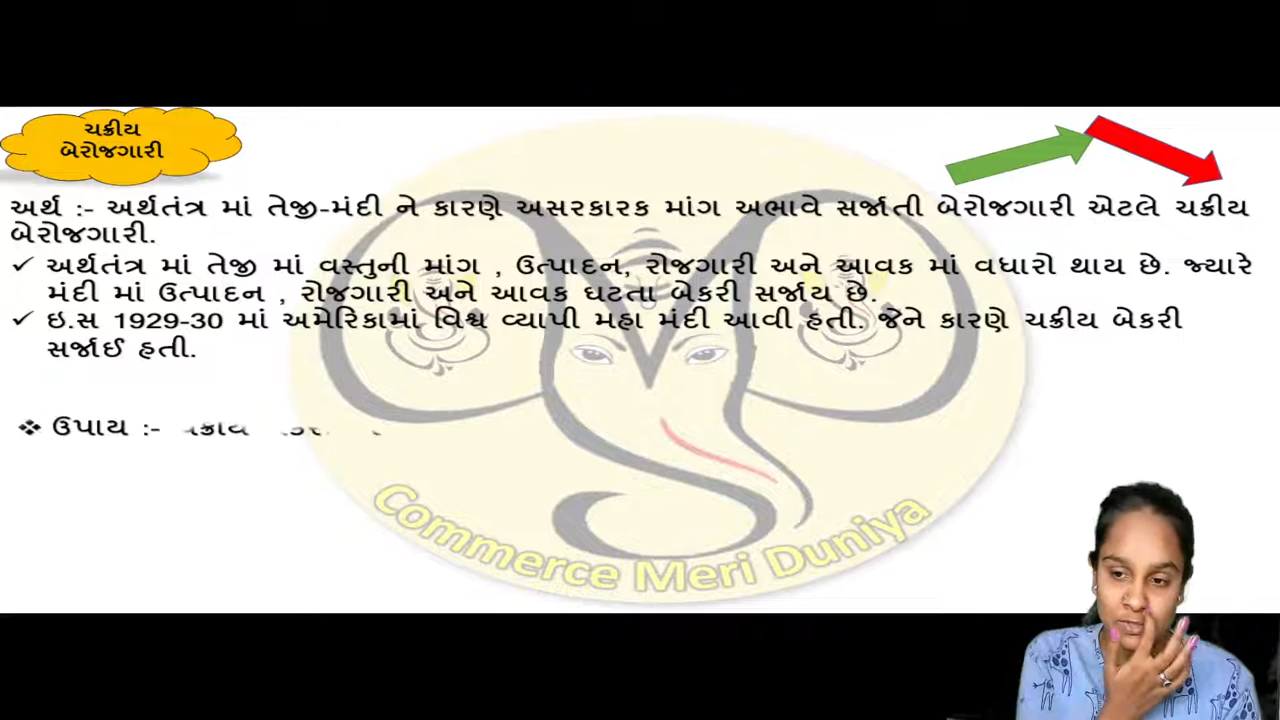 ચક્રીય
બેરોજગારી
અર્થ :- અર્થતંત્ર માં તેજી-મંદી ને કારણે અસરકારક માંગ અભાવે સર્જાતી બેરોજગારી એટલે ચક્રીય
બેરોજગારી.
✓ અર્થતંત્ર માં તેજી માં વસ્તુની માંગ , ઉત્પાદન, રોજગારી અને આવક માં વધારો થાય છે. જ્યારે
મંદી માં ઉત્પાદન , રોજગારી અને આવક ઘટતા બેકરી સર્જાય છે.
✓ ઇ.સ 1929-30 માં અમેરિકામાં વિશ્વ વ્યાપી મહા મંદી આવી હતી. જેને કારણે ચક્રીય બેકરી
સર્જાઈ હતી.
❖ ઉપાય :-
Commerce Meri Duniya